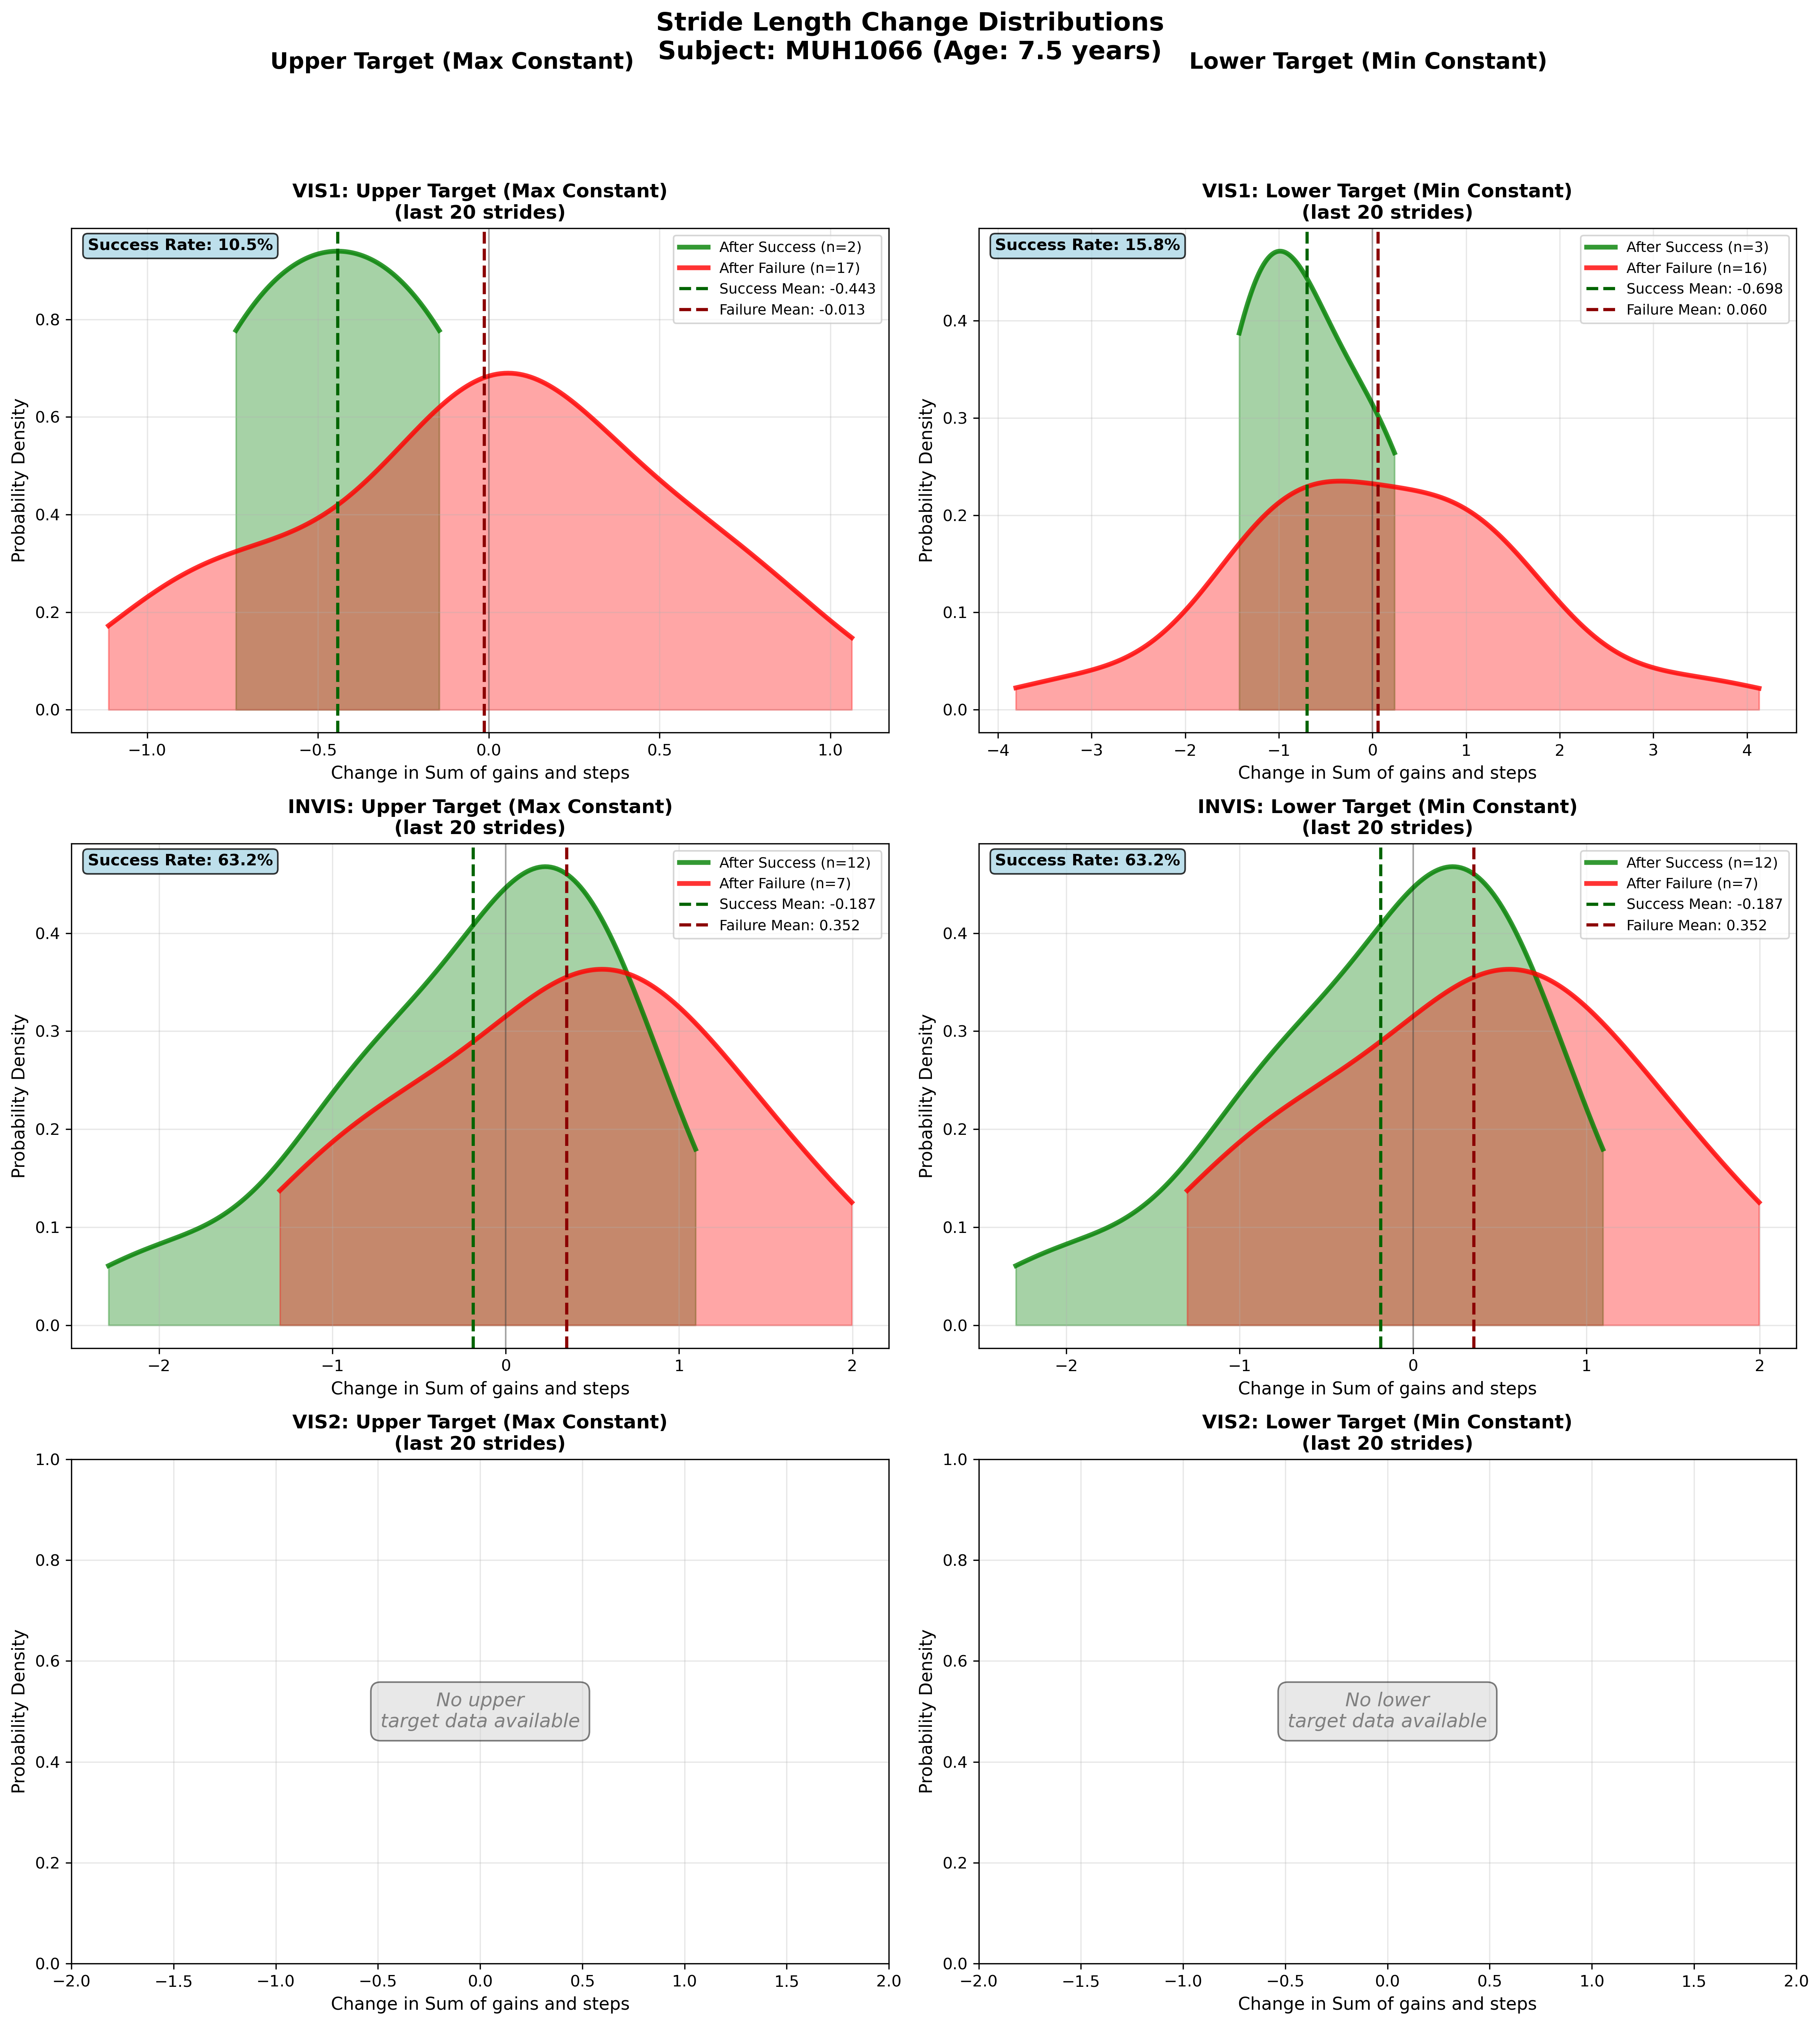 Stride Length Change Distributions
Subject: MUH1066 (Age: 7.5 years)
Upper Target (Max Constant)
Lower Target (Min Constant)
VIS1: Upper Target (Max Constant)
(last 20 strides)
Success Rate: 10.5%
After Success (n=2)
After Failure (n=17)
Success Mean: -0.443
Failure Mean: -0.013
Probability Density
0.8
0.6
0.4
0.2
0.0
−1.0 −0.5 0.0 0.5 1.0
Change in Sum of gains and steps
VIS1: Lower Target (Min Constant)
(last 20 strides)
Success Rate: 15.8%
After Success (n=3)
After Failure (n=16)
Success Mean: -0.698
Failure Mean: 0.060
Probability Density
0.4
0.3
0.2
0.1
0.0
−4 −3 −2 −1 0 1 2 3 4
Change in Sum of gains and steps
INVIS: Upper Target (Max Constant)
(last 20 strides)
Success Rate: 63.2%
After Success (n=12)
After Failure (n=7)
Success Mean: -0.187
Failure Mean: 0.352
Probability Density
0.4
0.3
0.2
0.1
0.0
−2 −1 0 1 2
Change in Sum of gains and steps
INVIS: Lower Target (Min Constant)
(last 20 strides)
Success Rate: 63.2%
After Success (n=12)
After Failure (n=7)
Success Mean: -0.187
Failure Mean: 0.352
Probability Density
0.4
0.3
0.2
0.1
0.0
−2 −1 0 1 2
Change in Sum of gains and steps
VIS2: Upper Target (Max Constant)
(last 20 strides)
Probability Density
1.0
0.8
0.6
0.4
0.2
0.0
No upper
target data available
−2.0 −1.5 −1.0 −0.5 0.0 0.5 1.0 1.5 2.0
Change in Sum of gains and steps
VIS2: Lower Target (Min Constant)
(last 20 strides)
Probability Density
1.0
0.8
0.6
0.4
0.2
0.0
No lower
target data available
−2.0 −1.5 −1.0 −0.5 0.0 0.5 1.0 1.5 2.0
Change in Sum of gains and steps